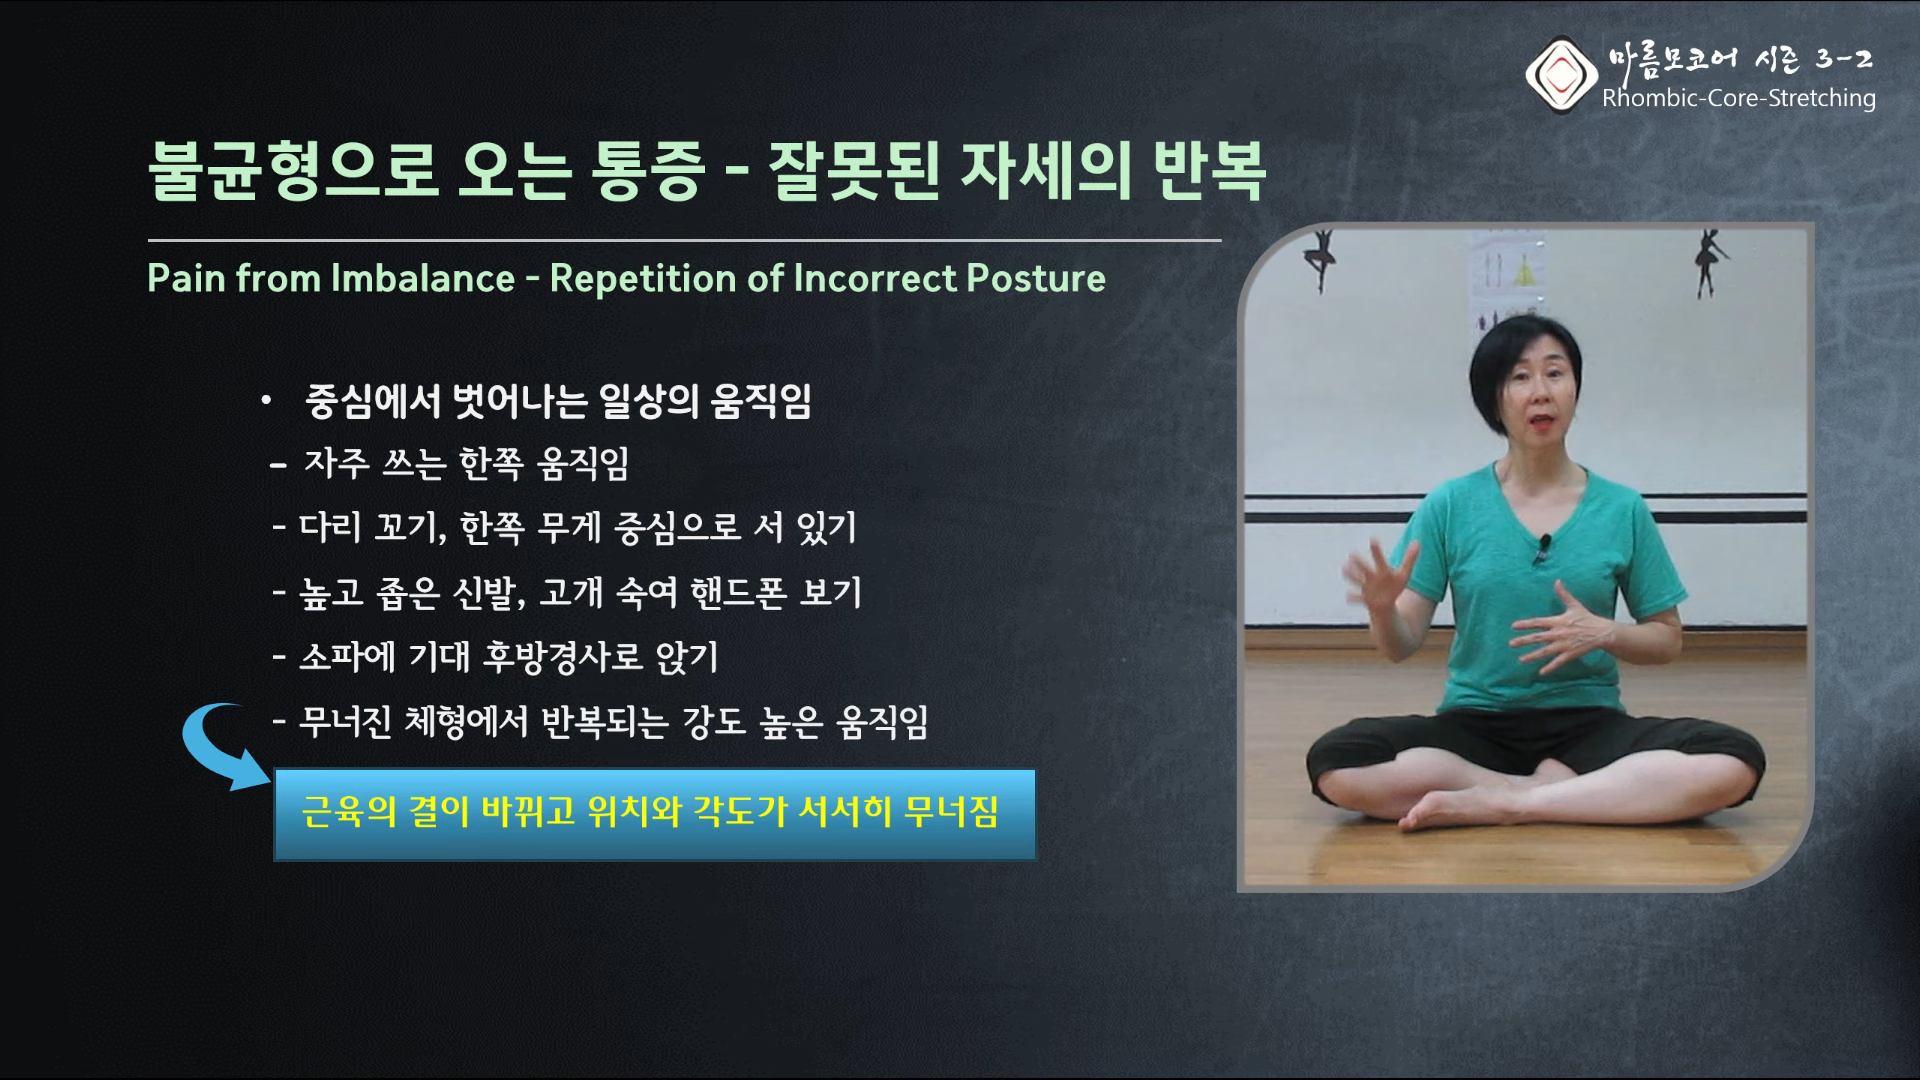 마름모코어 시즌 3-2
Rhombic-Core-Stretching
불균형으로 오는 통증 - 잘못된 자세의 반복
Pain from Imbalance - Repetition of Incorrect Posture
• 중심에서 벗어나는 일상의 움직임
- 자주 쓰는 한쪽 움직임
- 다리 꼬기, 한쪽 무게 중심으로 서 있기
- 높고 좁은 신발, 고개 숙여 핸드폰 보기
- 소파에 기대 후방경사로 앉기
- 무너진 체형에서 반복되는 강도 높은 움직임
근육의 결이 바뀌고 위치와 각도가 서서히 무너짐